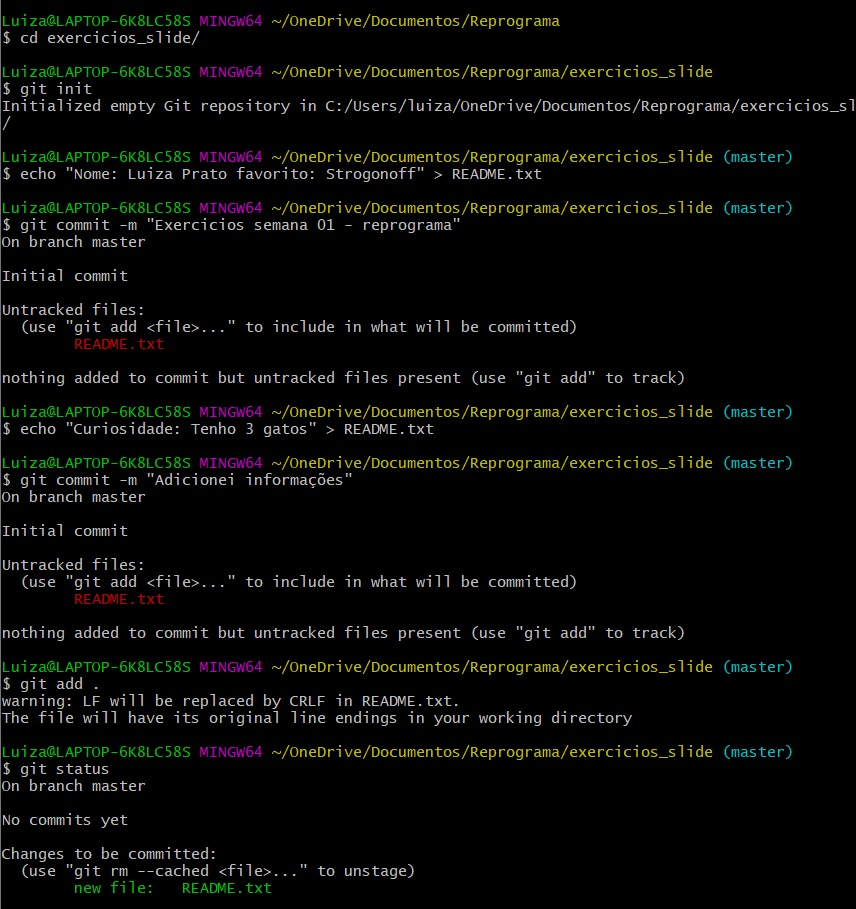 Luiza@LAPTOP-6K8LC58S MINGW64 ~/OneDrive/Documentos/Reprograma
$ cd exercicios_slide/
Luiza@LAPTOP-6K8LC58S MINGW64 ~/OneDrive/Documentos/Reprograma/exercicios_slide
$ git init
Initialized empty Git repository in C:/Users/luiza/OneDrive/Documentos/Reprograma/exercicios_sl
/
Luiza@LAPTOP-6K8LC58S MINGW64 ~/OneDrive/Documentos/Reprograma/exercicios_slide (master)
$ echo "Nome: Luiza Prato favorito: Strogonoff" > README.txt
Luiza@LAPTOP-6K8LC58S MINGW64 ~/OneDrive/Documentos/Reprograma/exercicios_slide (master)
$ git commit -m "Exercicios semana 01 - reprograma"
On branch master
Initial commit
Untracked files:
  (use "git add <file>..." to include in what will be committed)
        README.txt
nothing added to commit but untracked files present (use "git add" to track)
Luiza@LAPTOP-6K8LC58S MINGW64 ~/OneDrive/Documentos/Reprograma/exercicios_slide (master)
$ echo "Curiosidade: Tenho 3 gatos" > README.txt
Luiza@LAPTOP-6K8LC58S MINGW64 ~/OneDrive/Documentos/Reprograma/exercicios_slide (master)
$ git commit -m "Adicionei informações"
On branch master
Initial commit
Untracked files:
  (use "git add <file>..." to include in what will be committed)
        README.txt
nothing added to commit but untracked files present (use "git add" to track)
Luiza@LAPTOP-6K8LC58S MINGW64 ~/OneDrive/Documentos/Reprograma/exercicios_slide (master)
$ git add .
warning: LF will be replaced by CRLF in README.txt.
The file will have its original line endings in your working directory
Luiza@LAPTOP-6K8LC58S MINGW64 ~/OneDrive/Documentos/Reprograma/exercicios_slide (master)
$ git status
On branch master
No commits yet
Changes to be committed:
  (use "git rm --cached <file>..." to unstage)
        new file:   README.txt